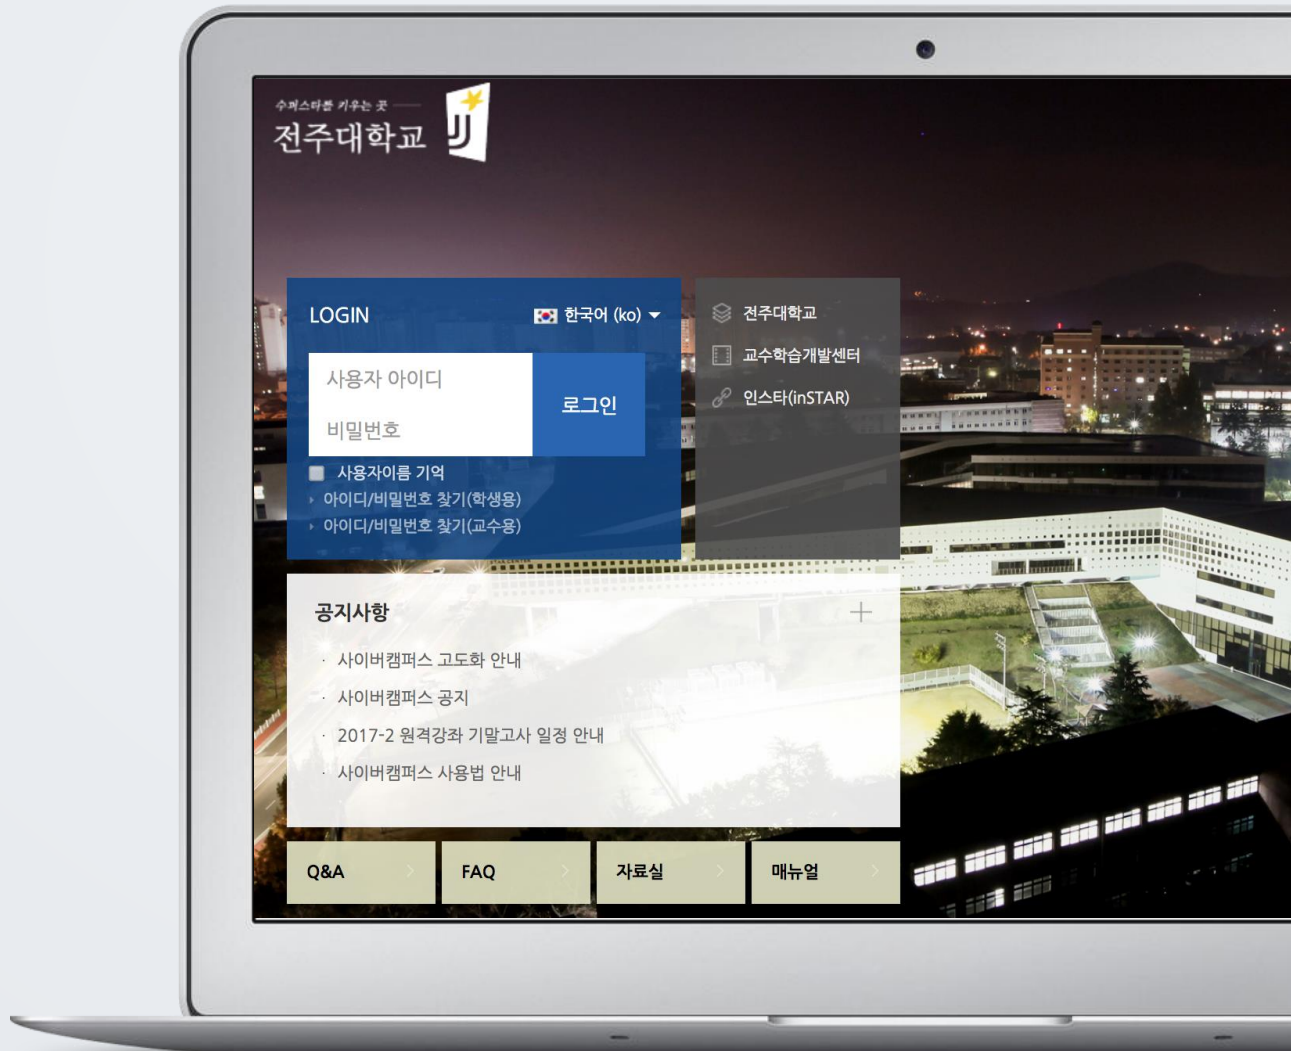 수퍼스타를 키우는 곳
전주대학교
LOGIN
한국어 (ko)
사용자 아이디
비밀번호
로그인
사용자이름 기억
아이디/비밀번호 찾기(학생용)
아이디/비밀번호 찾기(교수용)
전주대학교
교수학습개발센터
인스타(inSTAR)
공지사항
· 사이버캠퍼스 고도화 안내
· 사이버캠퍼스 공지
· 2017-2 원격강좌 기말고사 일정 안내
· 사이버캠퍼스 사용법 안내
Q&A
FAQ
자료실
매뉴얼